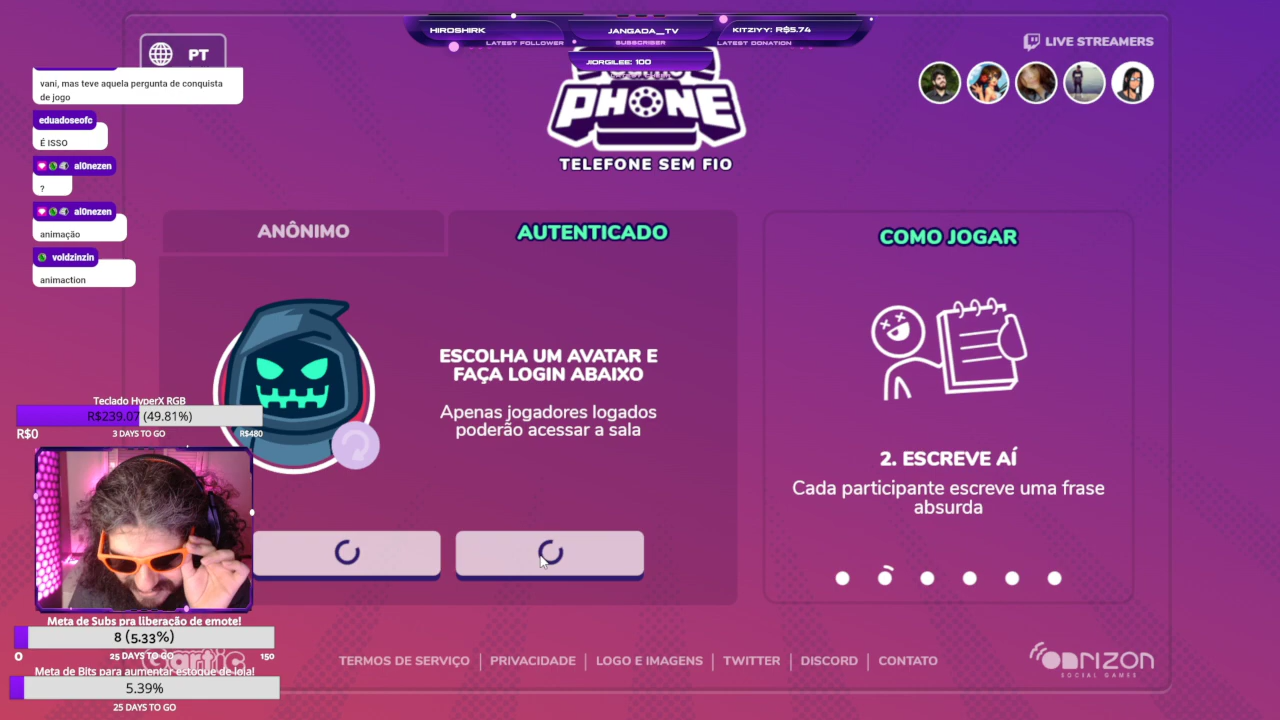 HIROSHIRK
LATEST FOLLOWER
JANGADA__TV
SUBSCRIBER
KITZIYY: R$5.74
LATEST DONATION
JIORGILEE: 100
PT
LIVE STREAMERS
PHONE
TELEFONE SEM FIO
vani, mas teve aquela pergunta de conquista
de jogo
eduadoseofc
É ISSO
al0nezen
?
al0nezen
animação
voldzinzin
animaction
ANÔNIMO
AUTENTICADO
COMO JOGAR
ESCOLHA UM AVATAR E
FAÇA LOGIN ABAIXO
Apenas jogadores logados
poderão acessar a sala
2. ESCREVE AÍ
Cada participante escreve uma frase
absurda
Teclado HyperX RGB
R$239.07 (49.81%)
R$0
3 DAYS TO GO
R$480
Meta de Subs pra liberação de emote!
8 (5.33%)
0
25 DAYS TO GO
150
Gartic
Meta de Bits para aumentar estoque de lola!
5.39%
25 DAYS TO GO
TERMOS DE SERVIÇO
PRIVACIDADE
LOGO E IMAGENS
TWITTER
DISCORD
CONTATO
ONRIZON
SOCIAL GAMES